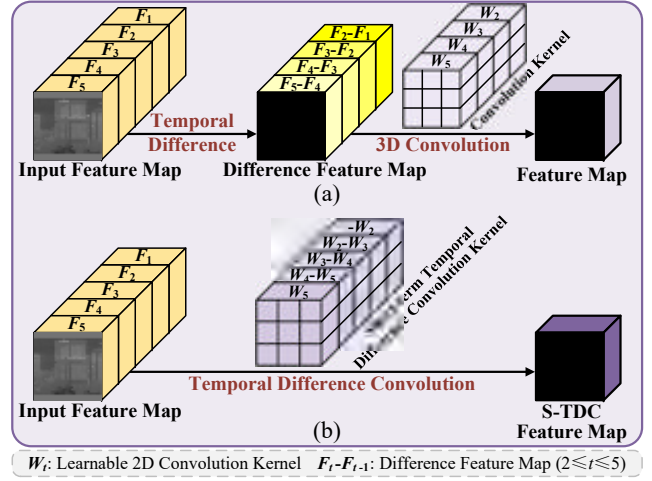 F1
F2
F3
F4
F5
F2-F1
F3-F2
F4-F3
F5-F4
W2
W3
W4
W5
Convolution Kernel
Temporal
Difference
3D Convolution
Input Feature Map
Difference Feature Map
Feature Map
(a)
F1
F2
F3
F4
F5
-W2
W2-W3
W3-W4
W4-W5
W5
Temporal
Difference Convolution Kernel
Temporal Difference Convolution
Input Feature Map
S-TDC
Feature Map
(b)
Wt: Learnable 2D Convolution Kernel Ft-Ft-1: Difference Feature Map (2≤t≤5)